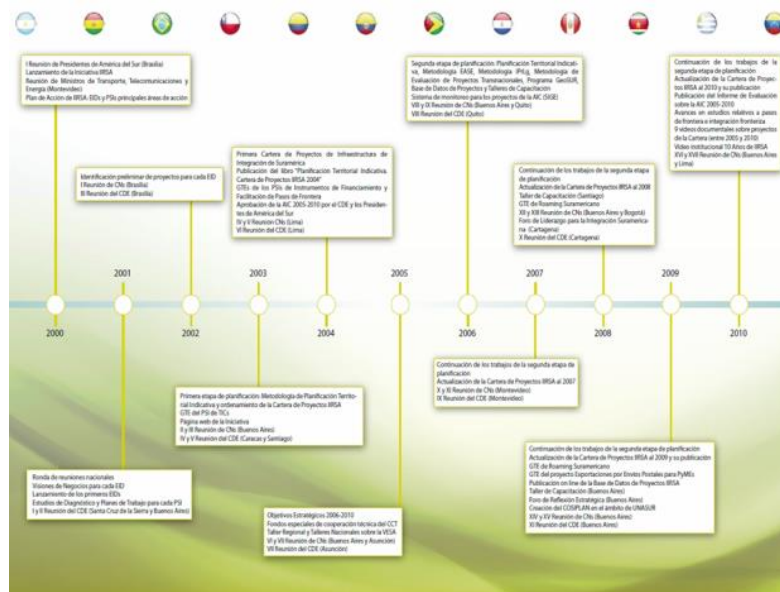 I Reunión de Presidentes de América del Sur (Brasilia)
Lanzamiento de la Iniciativa IIRSA
Reunión de Ministros de Transporte, Telecomunicaciones y
Energía (Montevideo)
Plan de Acción de IIRSA: EIDs y PSIs principales áreas de acción
Identificación preliminar de proyectos para cada EID
I Reunión de CNs (Brasilia)
III Reunión del CDE (Brasilia)
Primera Cartera de Proyectos de Infraestructura de
Integración de Suramérica
Publicación del libro "Planificación Territorial Indicativa.
Cartera de Proyectos IIRSA 2004"
GTEs de los PSIs de Instrumentos de Financiamiento y
Facilitación de Pasos de Frontera
Aprobación de la AIC 2005-2010 por el CDE y los Presiden-
tes de América del Sur
IV y V Reunión CNs (Lima)
VI Reunión del CDE (Lima)
Segunda etapa de planificación: Planificación Territorial Indicati-
va, Metodología EASE, Metodología IPrLg, Metodología de
Evaluación de Proyectos Transnacionales, Programa GeoSUR,
Base de Datos de Proyectos y Talleres de Capacitación
Sistema de monitoreo para los proyectos de la AIC (SIGE)
VIII y IX Reunión de CNs (Buenos Aires y Quito)
VIII Reunión del CDE (Quito)
Continuación de los trabajos de la segunda etapa
de planificación
Actualización de la Cartera de Proyectos IIRSA al 2008
Taller de Capacitación (Santiago)
GTE de Roaming Suramericano
XII y XIII Reunión de CNs (Buenos Aires y Bogotá)
Foro de Liderazgo para la Integración Suramerica-
na (Cartagena)
X Reunión del CDE (Cartagena)
Continuación de los trabajos de la
segunda etapa de planificación
Actualización de la Cartera de Proyec-
tos IIRSA al 2010 y su publicación
Publicación del Informe de Evaluación
sobre la AIC 2005-2010
Avances en estudios relativos a pasos
de frontera e integración fronteriza
9 videos documentales sobre proyectos
de la Cartera (entre 2005 y 2010)
Video institucional 10 Años de IIRSA
XVI y XVII Reunión de CNs (Buenos Aires
y Lima)
2001
2003
2005
2007
2009
2000
2002
2004
2006
2008
2010
Ronda de reuniones nacionales
Visiones de Negocios para cada EID
Lanzamiento de los primeros EIDs
Estudios de Diagnóstico y Planes de Trabajo para cada PSI
I y II Reunión del CDE (Santa Cruz de la Sierra y Buenos Aires)
Primera etapa de planificación: Metodología de Planificación Territo-
rial Indicativa y ordenamiento de la Cartera de Proyectos IIRSA
GTE del PSI de TICs
Página web de la Iniciativa
II y III Reunión de CNs (Buenos Aires)
IV y V Reunión del CDE (Caracas y Santiago)
Objetivos Estratégicos 2006-2010
Fondos especiales de cooperación técnica del CCT
Taller Regional y Talleres Nacionales sobre la VESA
VI y VII Reunión de CNs (Buenos Aires y Asunción)
VII Reunión del CDE (Asunción)
Continuación de los trabajos de la segunda etapa de
planificación
Actualización de la Cartera de Proyectos IIRSA al 2007
X y XI Reunión de CNs (Montevideo)
IX Reunión del CDE (Montevideo)
Continuación de los trabajos de la segunda etapa de planificación
Actualización de la Cartera de Proyectos IIRSA al 2009 y su publicación
GTE de Roaming Suramericano
GTE del proyecto Exportaciones por Envíos Postales para PyMEs
Publicación on line de la Base de Datos de Proyectos IIRSA
Taller de Capacitación (Buenos Aires)
Foro de Reflexión Estratégica (Buenos Aires)
Creación del COSIPLAN en el ámbito de UNASUR
XIV y XV Reunión de CNs (Buenos Aires)
XI Reunión del CDE (Buenos Aires)